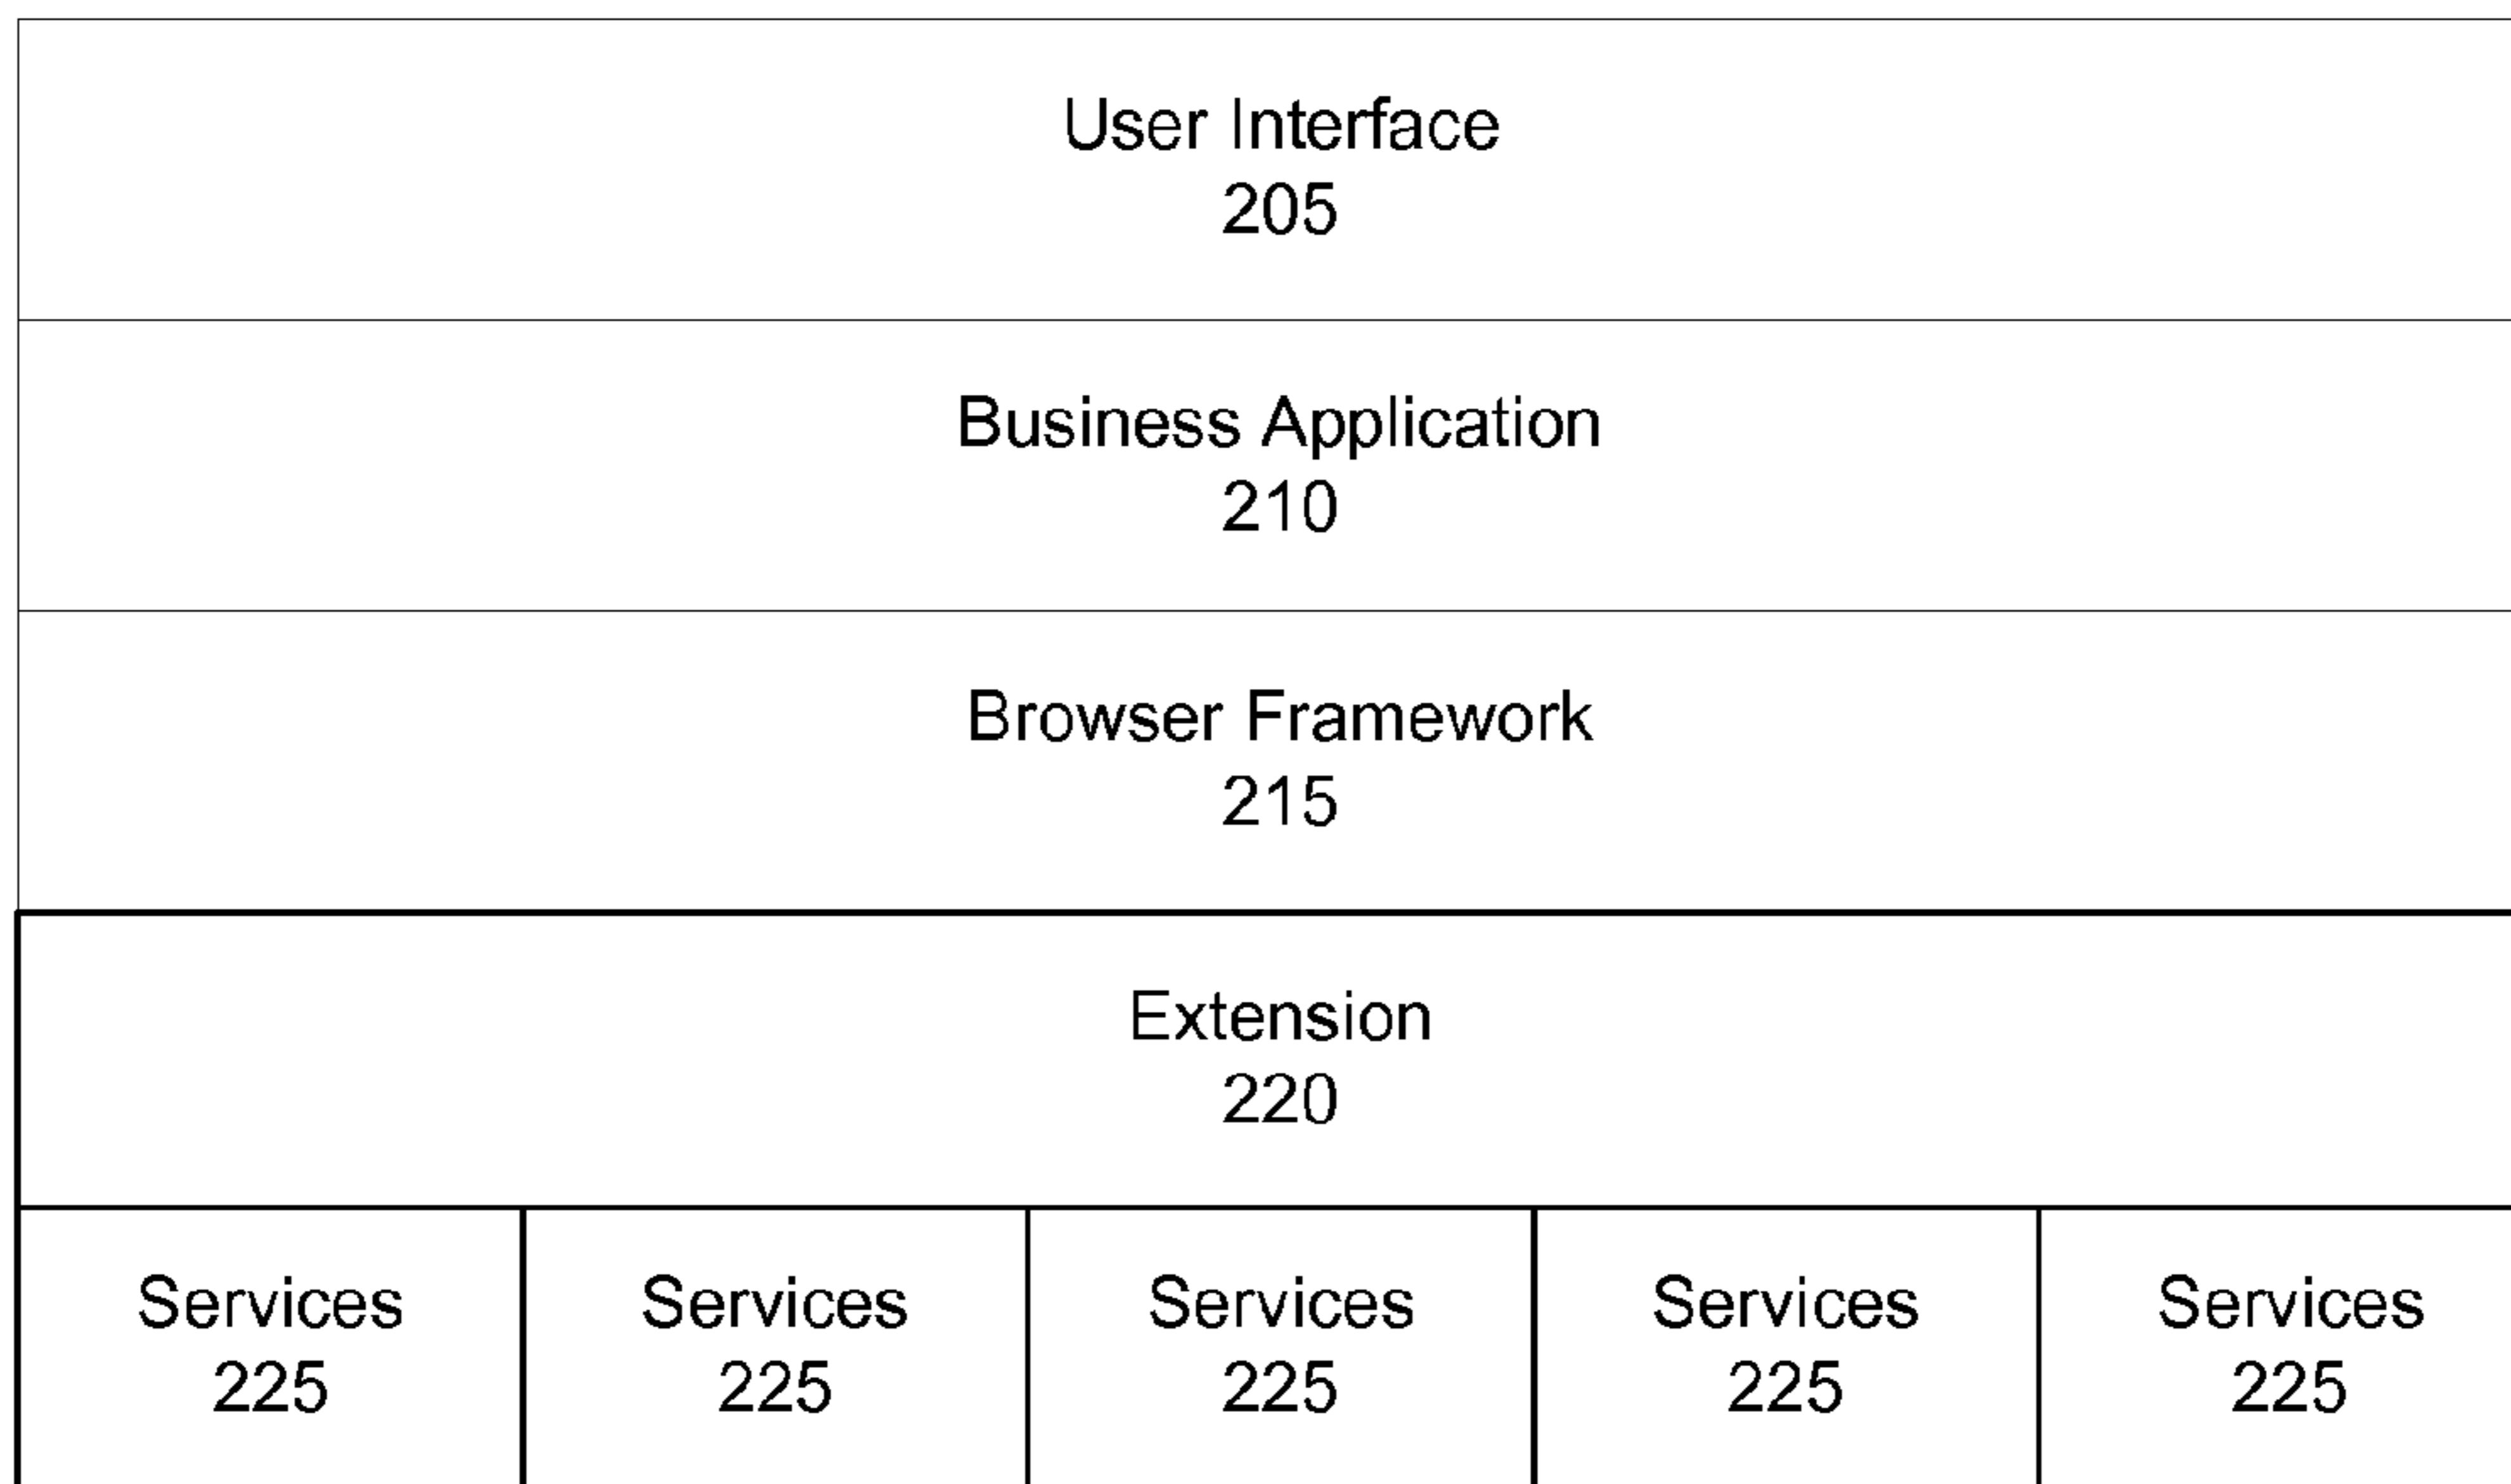 User Interface
205
Business Application
210
Browser Framework
215
Extension
220
Services
225
Services
225
Services
225
Services
225
Services
225